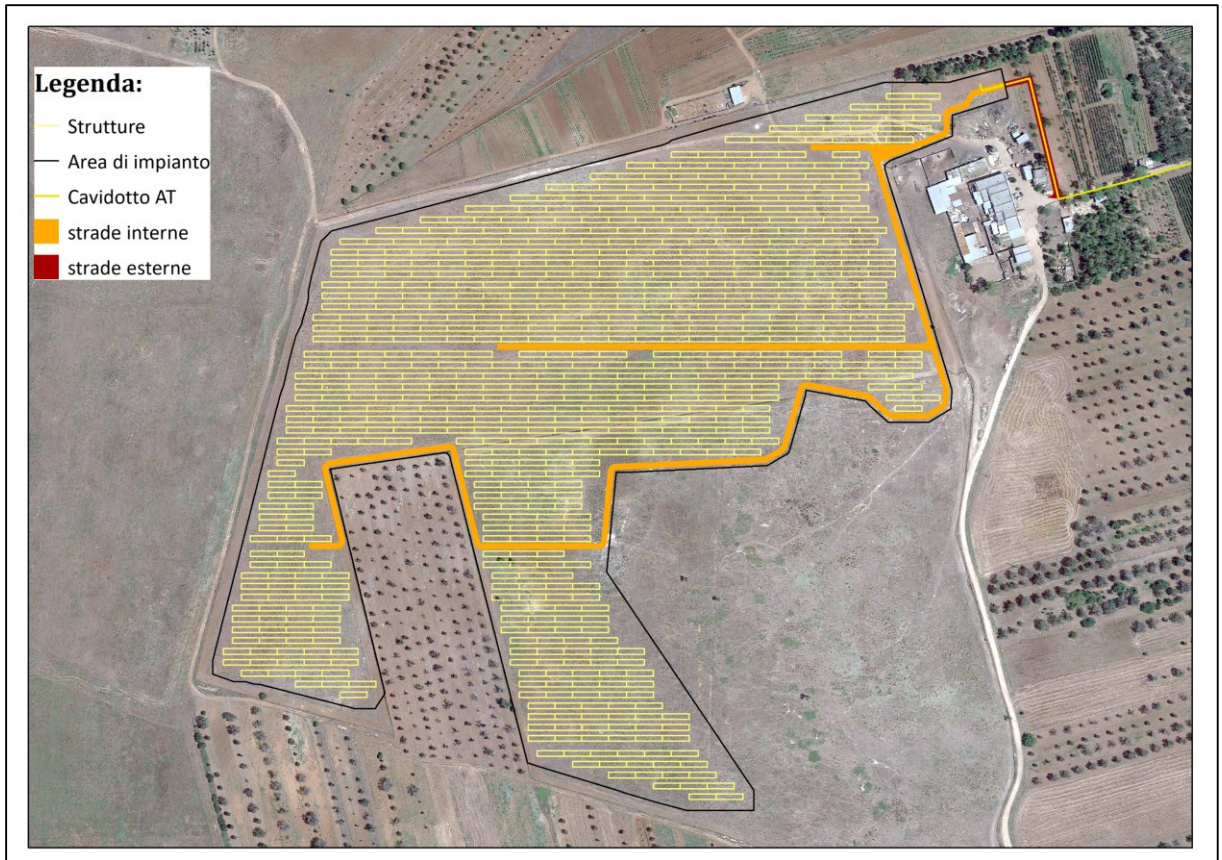 Legenda:
Strutture
Area di impianto
Cavidotto AT
strade interne
strade esterne